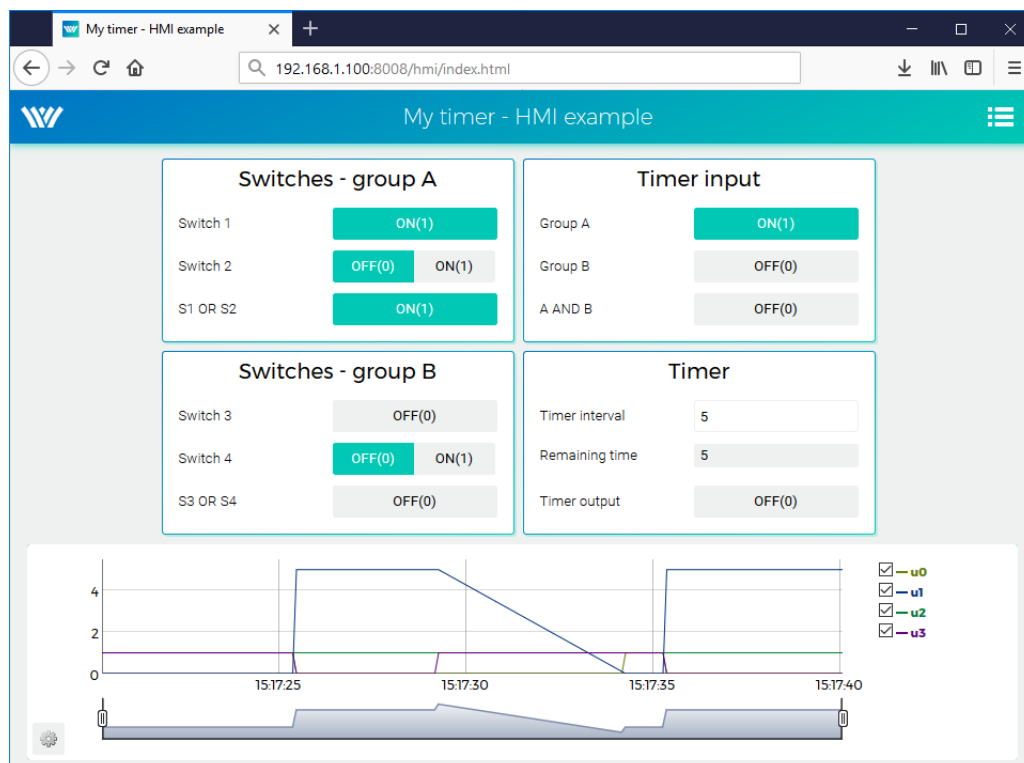 My timer - HMI example
192.168.1.100:8008/hmi/index.html
My timer - HMI example
Switches - group A
Switch 1 ON(1)
Switch 2 OFF(0) ON(1)
S1 OR S2 ON(1)
Timer input
Group A ON(1)
Group B OFF(0)
A AND B OFF(0)
Switches - group B
Switch 3 OFF(0)
Switch 4 OFF(0) ON(1)
S3 OR S4 OFF(0)
Timer
Timer interval 5
Remaining time 5
Timer output OFF(0)
4
2
0
15:17:25 15:17:30 15:17:35 15:17:40
u0
u1
u2
u3